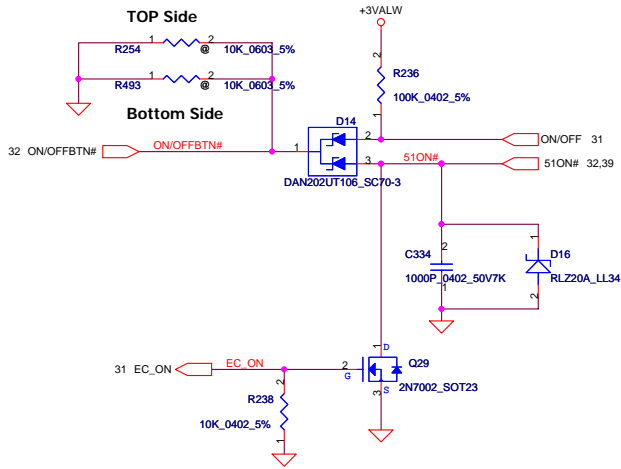 TOP Side
+3VALW
1
2
R254
@
10K_0603_5%
1
2
R493
@
10K_0603_5%
2
R236
100K_0402_5%
1
Bottom Side
D14
32 ON/OFFBTN#
ON/OFFBTN#
1
2
3
ON/OFF 31
51ON#
51ON# 32,39
DAN202UT106_SC70-3
C334
2
1000P_0402_50V7K
1
1
D16
RLZ20A_LL34
2
31 EC_ON
EC_ON
1
D
2
G
Q29
3
S
2N7002_SOT23
2
R238
10K_0402_5%
1